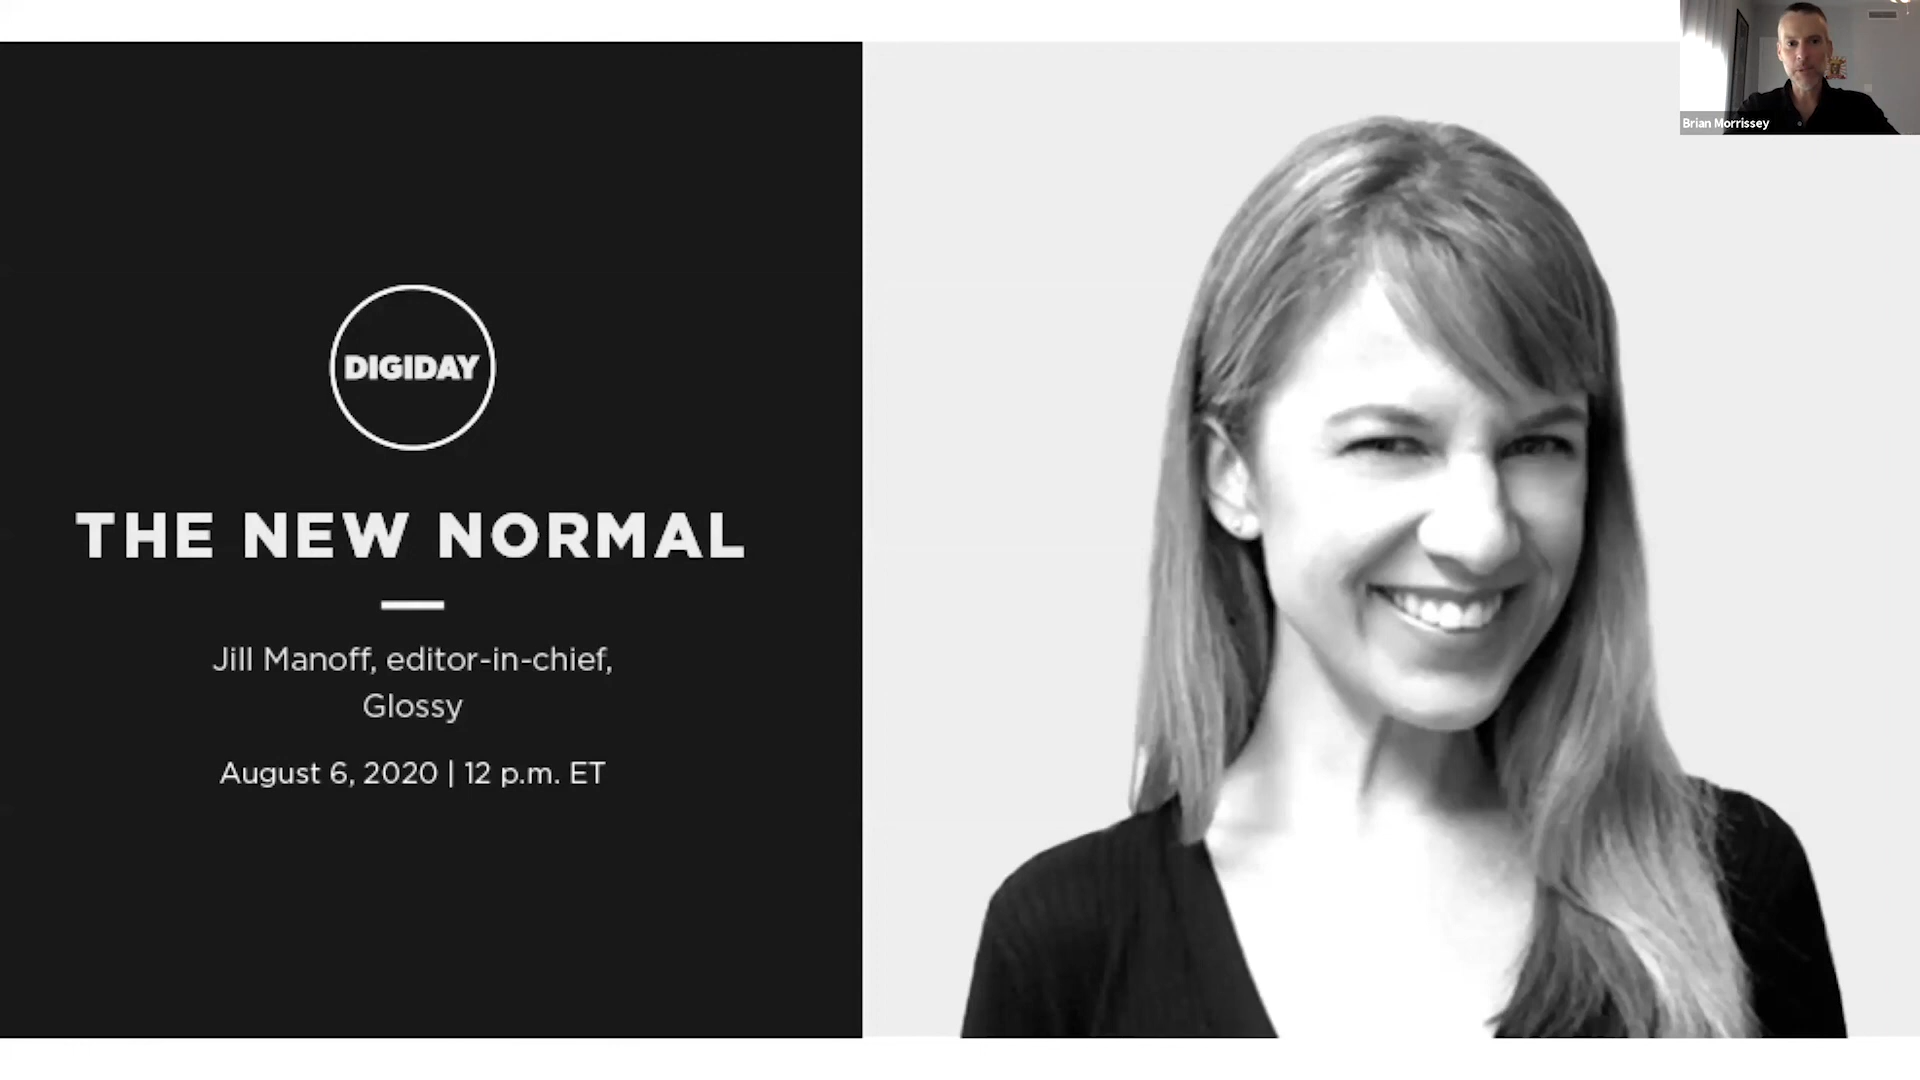 Brian Morrissey
DIGIDAY
THE NEW NORMAL
Jill Manoff, editor-in-chief,
Glossy
August 6, 2020 | 12 p.m. ET